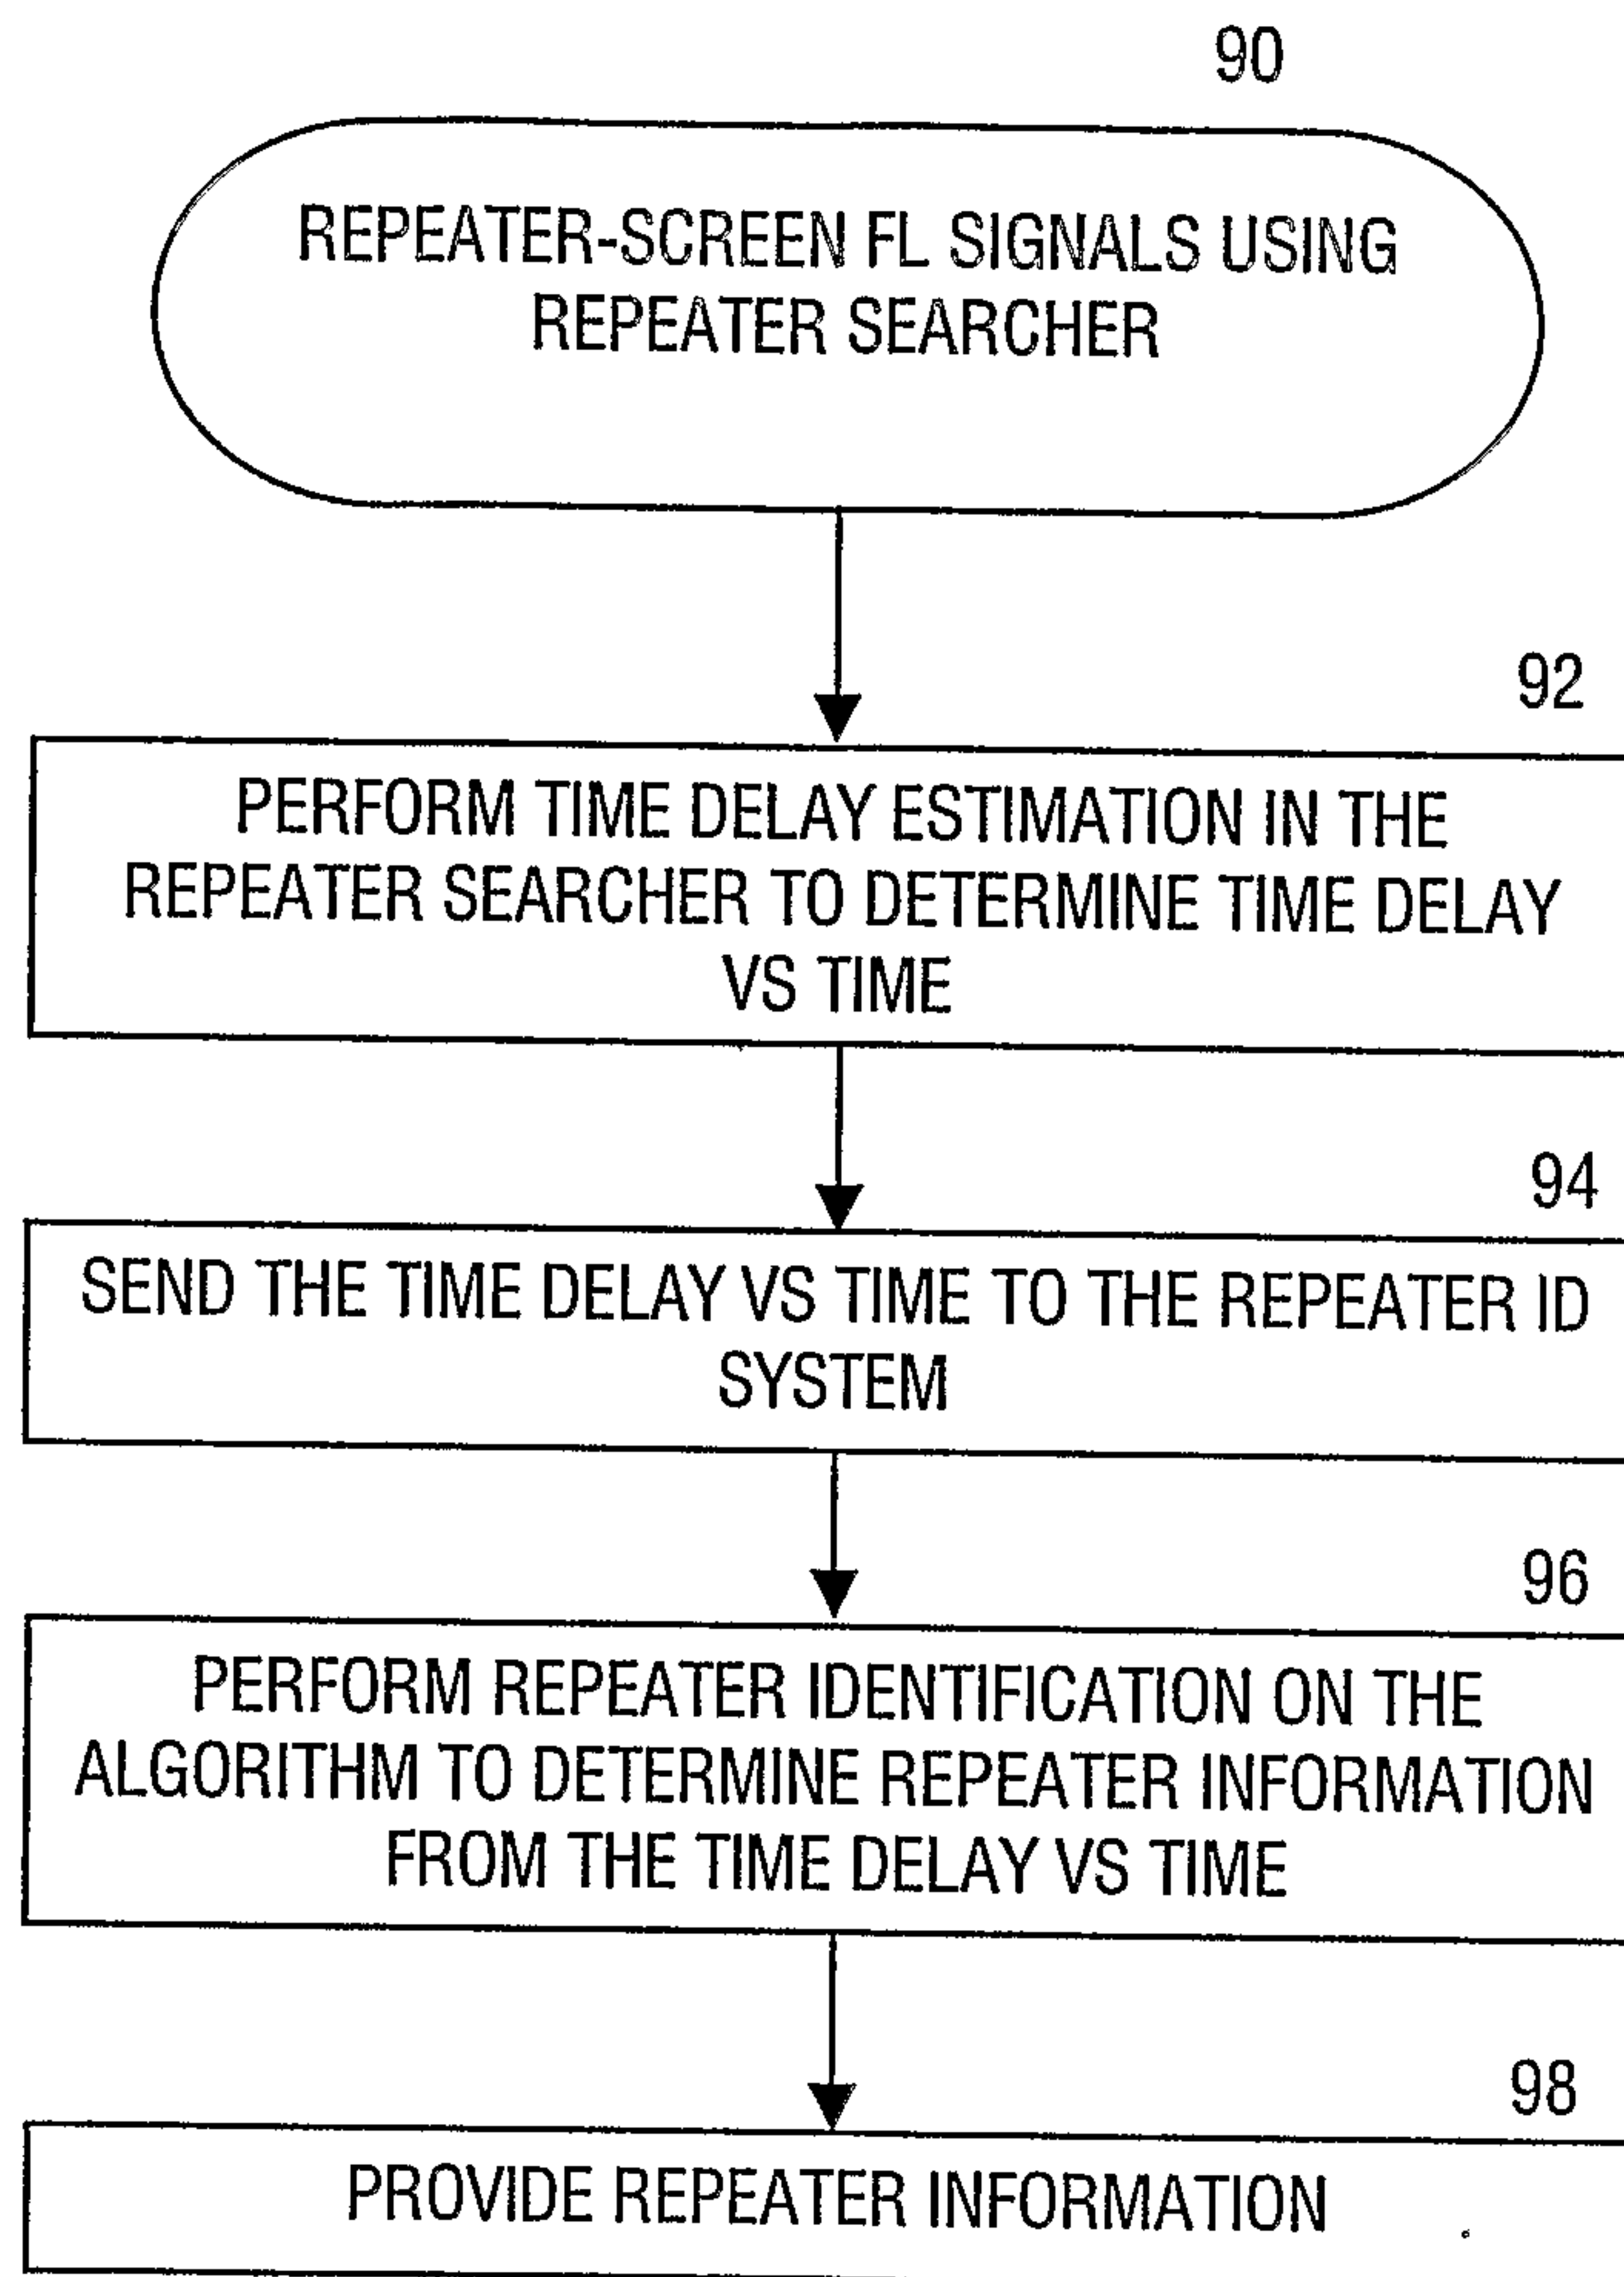 90
REPEATER-SCREEN FL SIGNALS USING
REPEATER SEARCHER
92
PERFORM TIME DELAY ESTIMATION IN THE
REPEATER SEARCHER TO DETERMINE TIME DELAY
VS TIME
94
SEND THE TIME DELAY VS TIME TO THE REPEATER ID
SYSTEM
96
PERFORM REPEATER IDENTIFICATION ON THE
ALGORITHM TO DETERMINE REPEATER INFORMATION
FROM THE TIME DELAY VS TIME
98
PROVIDE REPEATER INFORMATION